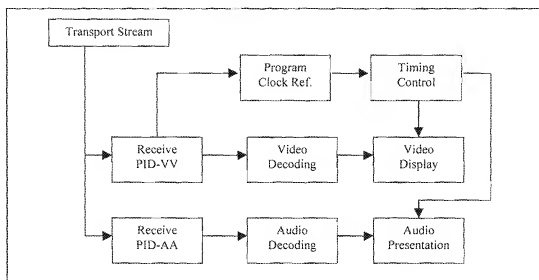 Transport Stream
Program
Clock Ref.
Timing
Control
Receive
PID-VV
Video
Decoding
Video
Display
Receive
PID-AA
Audio
Decoding
Audio
Presentation